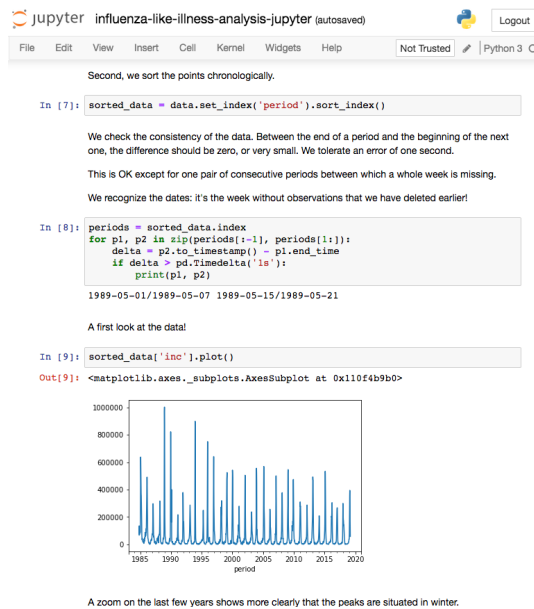 jupyter influenza-like-illness-analysis-jupyter (autosaved)
Logout
File Edit View Insert Cell Kernel Widgets Help
Not Trusted Python 3
Second, we sort the points chronologically.
In [7]: sorted_data = data.set_index('period').sort_index()
We check the consistency of the data. Between the end of a period and the beginning of the next
one, the difference should be zero, or very small. We tolerate an error of one second.
This is OK except for one pair of consecutive periods between which a whole week is missing.
We recognize the dates: it's the week without observations that we have deleted earlier!
In [8]: periods = sorted_data.index
for p1, p2 in zip(periods[:-1], periods[1:]):
delta = p2.to_timestamp() - p1.end_time
if delta > pd.Timedelta('1s'):
print(p1, p2)
1989-05-01/1989-05-07 1989-05-15/1989-05-21
A first look at the data!
In [9]: sorted_data['inc'].plot()
Out[9]: <matplotlib.axes._subplots.AxesSubplot at 0x110f4b9b0>
1000000
800000
600000
400000
200000
0
1985 1990 1995 2000 2005 2010 2015 2020
period
A zoom on the last few years shows more clearly that the peaks are situated in winter.